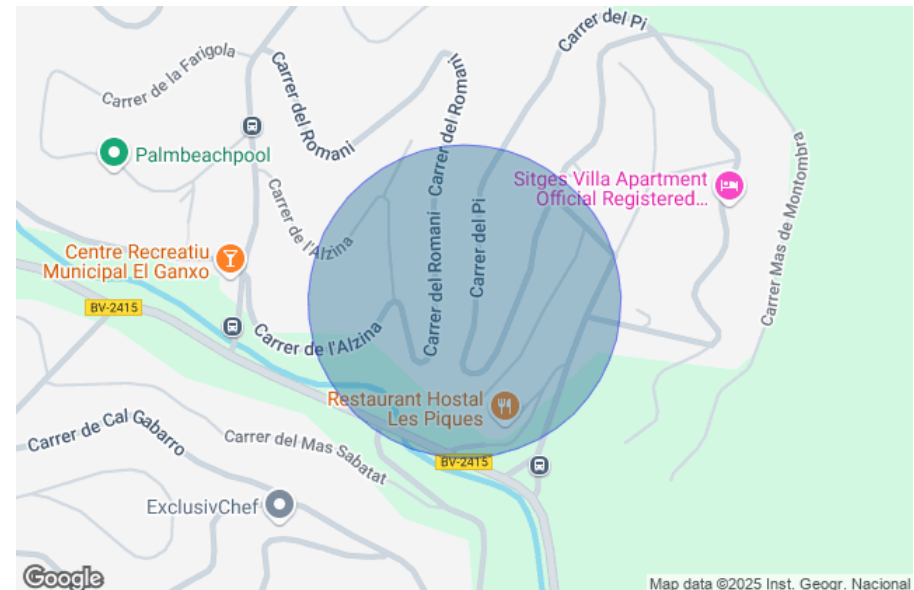 Carrer del Pi
Carrer de la Farigola
Carrer del Romani
Carrer del Romani
Palmbeachpool
Sitges Villa Apartment
Official Registered...
Carrer Mas de Montombra
Carrer de l'Alzina
Carrer del Romani
Carrer del Pi
Centre Recreatiu
Municipal El Ganxo
BV-2415
Carrer de l'Alzina
Restaurant Hostal
Les Piques
Carrer de Cal Gabarro
Carrer del Mas Sabatat
BV-2415
ExclusivChef
Google
Map data ©2025 Inst. Geogr. Nacional